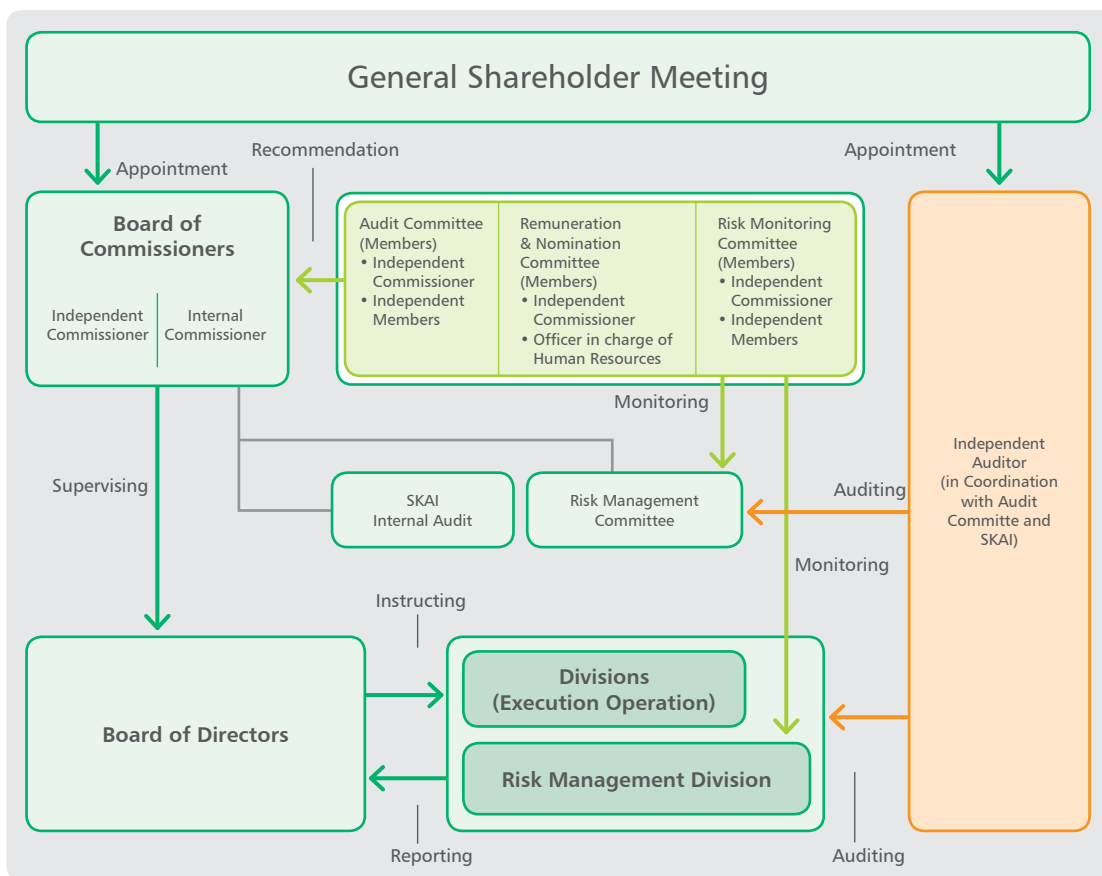 General Shareholder Meeting
Appointment
Recommendation
Appointment
Board of
Commissioners
Independent
Commissioner
Internal
Commissioner
Audit Committee
(Members)
• Independent
Commissioner
• Independent
Members
Remuneration
& Nomination
Committee
(Members)
• Independent
Commissioner
• Officer in charge of
Human Resources
Risk Monitoring
Committee
(Members)
• Independent
Commissioner
• Independent
Members
Monitoring
Supervising
SKAI
Internal Audit
Risk Management
Committee
Auditing
Independent
Auditor
(in Coordination
with Audit
Committe and
SKAI)
Monitoring
Instructing
Board of Directors
Divisions
(Execution Operation)
Risk Management Division
Reporting
Auditing